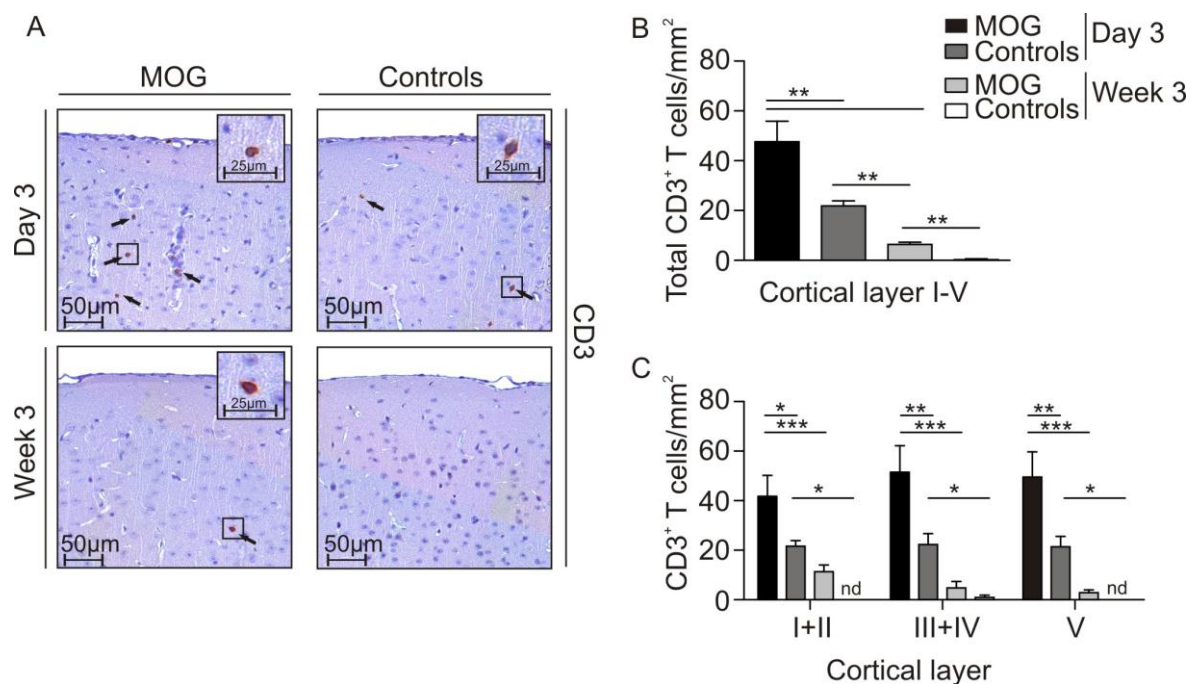 A
MOG
Controls
Day 3
25µm
50µm
25µm
50µm
Week 3
25µm
50µm
50µm
CD3
B
MOG
Controls
Day 3
MOG
Controls
Week 3
Total CD3⁺ T cells/mm²
80
60
40
20
0
**
**
**
Cortical layer I-V
C
CD3⁺ T cells/mm²
80
60
40
20
0
*
***
*
nd
**
***
*
**
***
*
nd
I+II
III+IV
V
Cortical layer